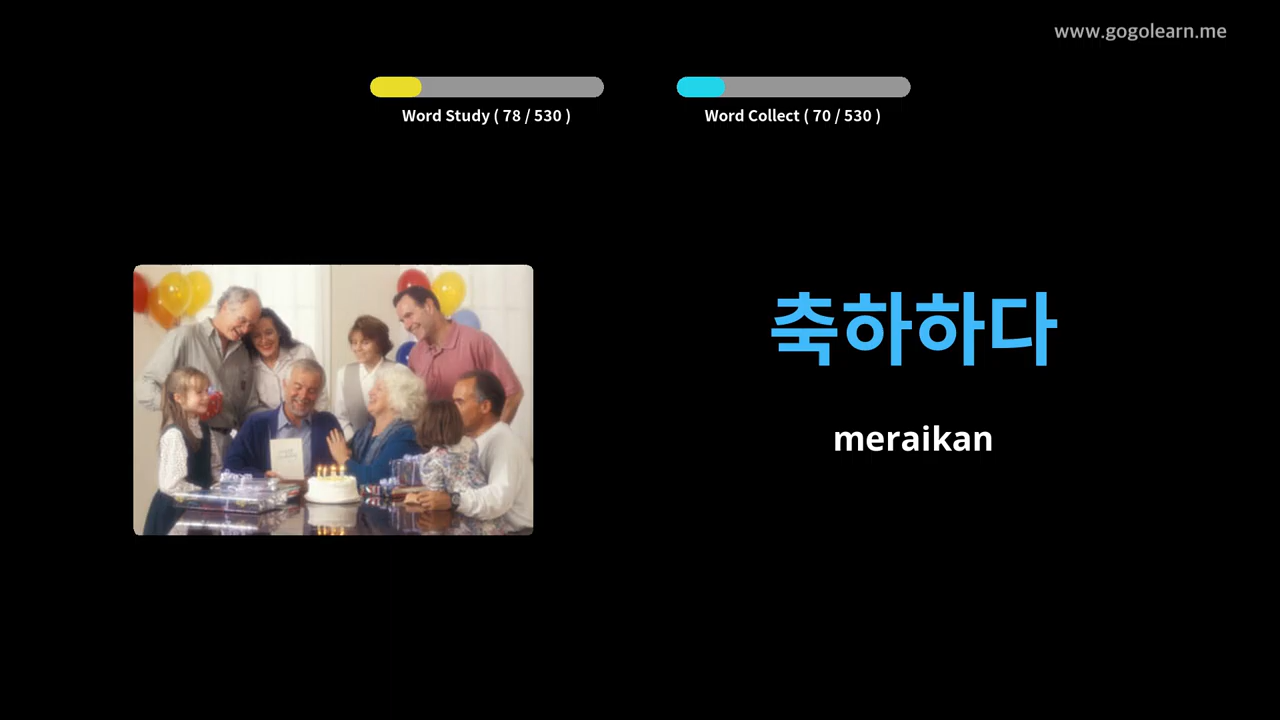 www.gogolearn.me
Word Study ( 78 / 530 )
Word Collect ( 70 / 530 )
축하하다
meraikan